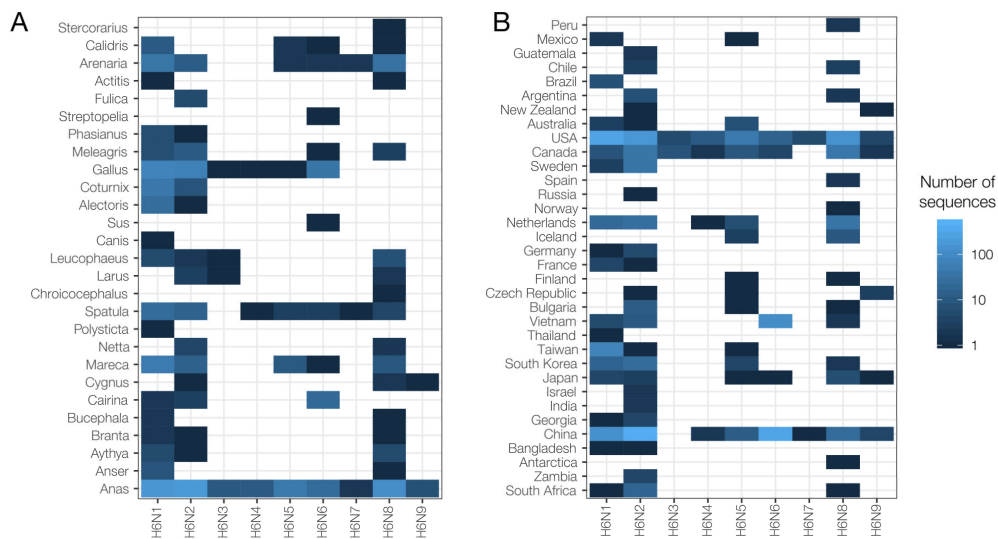 A
Stercorarius
Calidris
Arenaria
Actitis
Fulica
Streptopelia
Phasianus
Meleagris
Gallus
Coturnix
Alectoris
Sus
Canis
Leucophaeus
Larus
Chroicocephalus
Spatula
Polysticta
Netta
Mareca
Cygnus
Cairina
Bucephala
Branta
Aythya
Anser
Anas
H6N1
H6N2
H6N3
H6N4
H6N5
H6N6
H6N7
H6N8
H6N9
B
Peru
Mexico
Guatemala
Chile
Brazil
Argentina
New Zealand
Australia
USA
Canada
Sweden
Spain
Russia
Norway
Netherlands
Iceland
Germany
France
Finland
Czech Republic
Bulgaria
Vietnam
Thailand
Taiwan
South Korea
Japan
Israel
India
Georgia
China
Bangladesh
Antarctica
Zambia
South Africa
H6N1
H6N2
H6N3
H6N4
H6N5
H6N6
H6N7
H6N8
H6N9
Number of
sequences
100
10
1